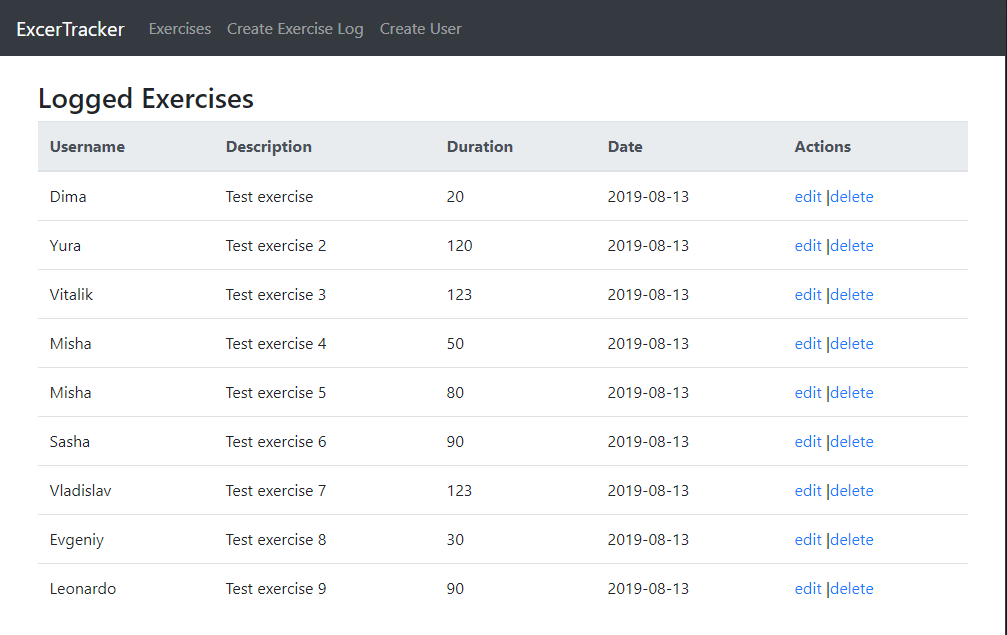 ExcerTracker Exercises Create Exercise Log Create User
Logged Exercises
Username Description Duration Date Actions
Dima Test exercise 20 2019-08-13 edit |delete
Yura Test exercise 2 120 2019-08-13 edit |delete
Vitalik Test exercise 3 123 2019-08-13 edit |delete
Misha Test exercise 4 50 2019-08-13 edit |delete
Misha Test exercise 5 80 2019-08-13 edit |delete
Sasha Test exercise 6 90 2019-08-13 edit |delete
Vladislav Test exercise 7 123 2019-08-13 edit |delete
Evgeniy Test exercise 8 30 2019-08-13 edit |delete
Leonardo Test exercise 9 90 2019-08-13 edit |delete